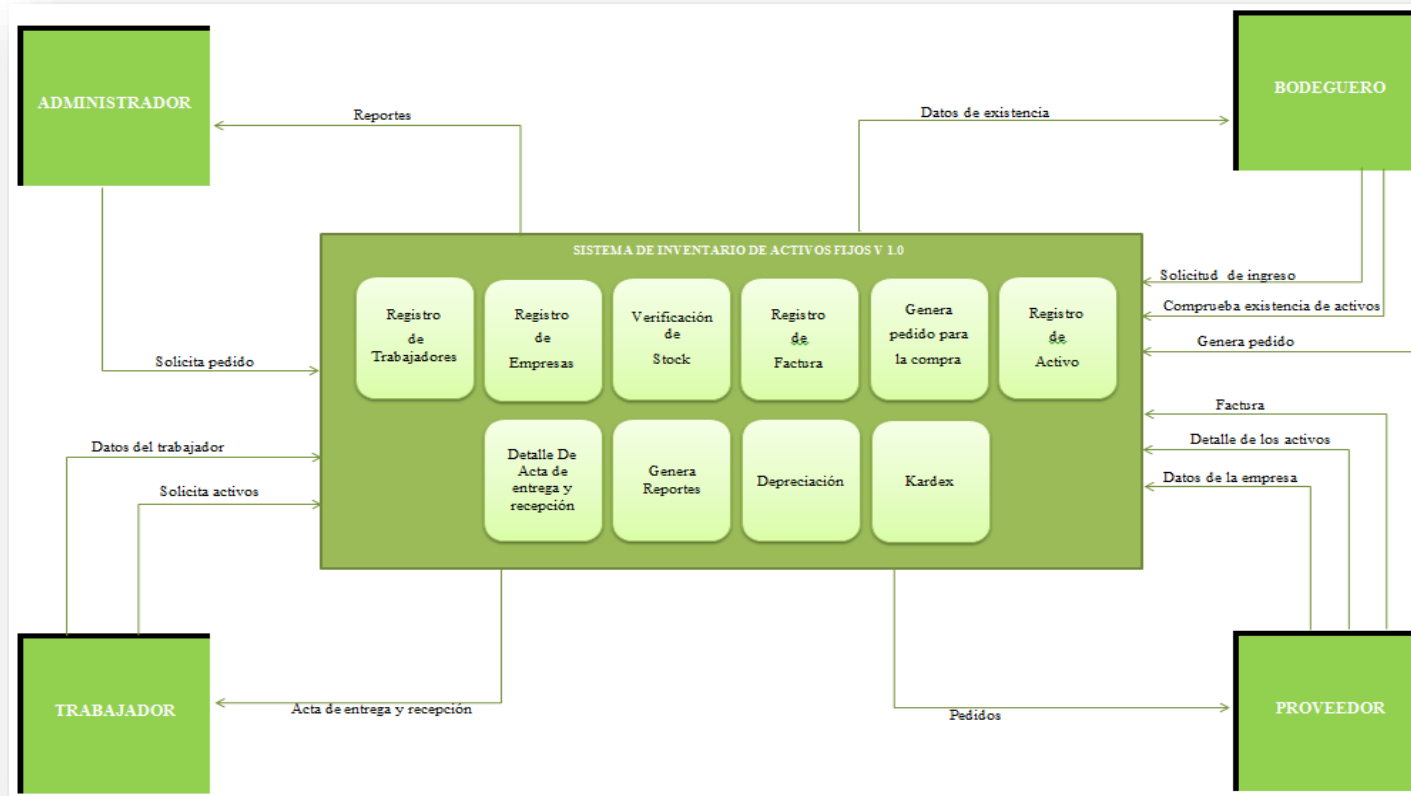 ADMINISTRADOR
BODEGUERO
Reportes
Datos de existencia
SISTEMA DE INVENTARIO DE ACTIVOS FIJOS V 1.0
Registro
de
Trabajadores
Registro
de
Empresas
Verificación
de
Stock
Registro
de
Factura
Genera
pedido para
la compra
Registro
de
Activo
Detalle De
Acta de
entrega y
recepción
Genera
Reportes
Depreciación
Kardex
Solicitud de ingreso
Comprueba existencia de activos
Genera pedido
Solicita pedido
Factura
Datos del trabajador
Detalle de los activos
Datos de la empresa
Solicita activos
TRABAJADOR
Acta de entrega y recepción
Pedidos
PROVEEDOR